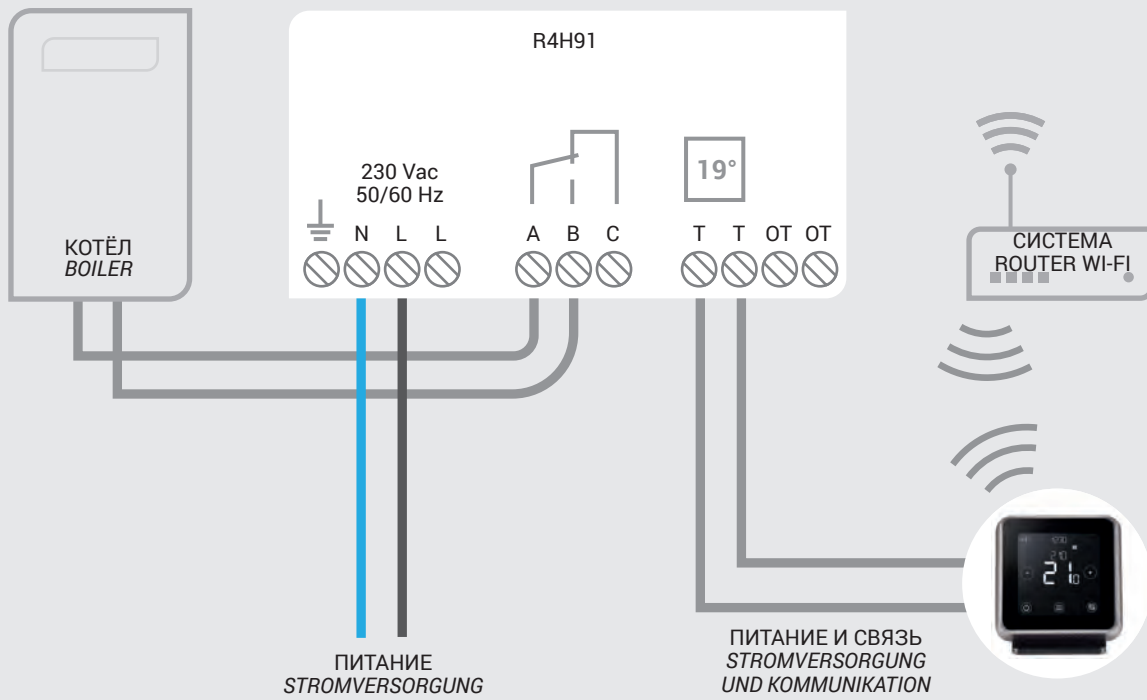 R4H91
230 Vac
50/60 Hz
19°
N L L A B C T T OT OT
КОТЁЛ
BOILER
СИСТЕМА
ROUTER WI-FI
210
ПИТАНИЕ
STROMVERSORGUNG
ПИТАНИЕ И СВЯЗЬ
STROMVERSORGUNG
UND KOMMUNIKATION